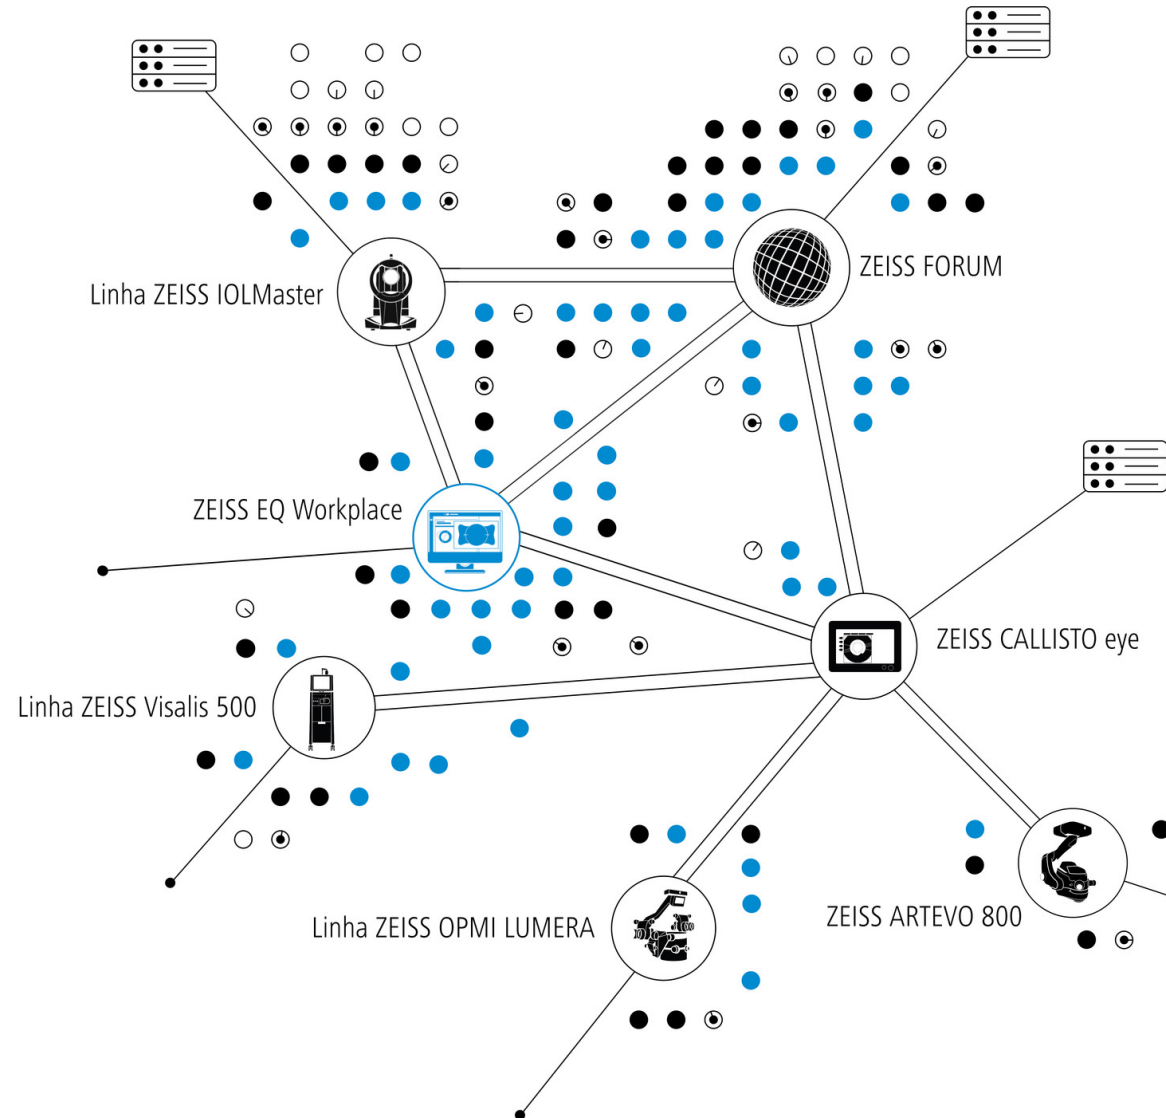 ZEISS FORUM
Linha ZEISS IOLMaster
ZEISS EQ Workplace
ZEISS CALLISTO eye
Linha ZEISS Visalis 500
Linha ZEISS OPMI LUMERA
ZEISS ARTEVO 800